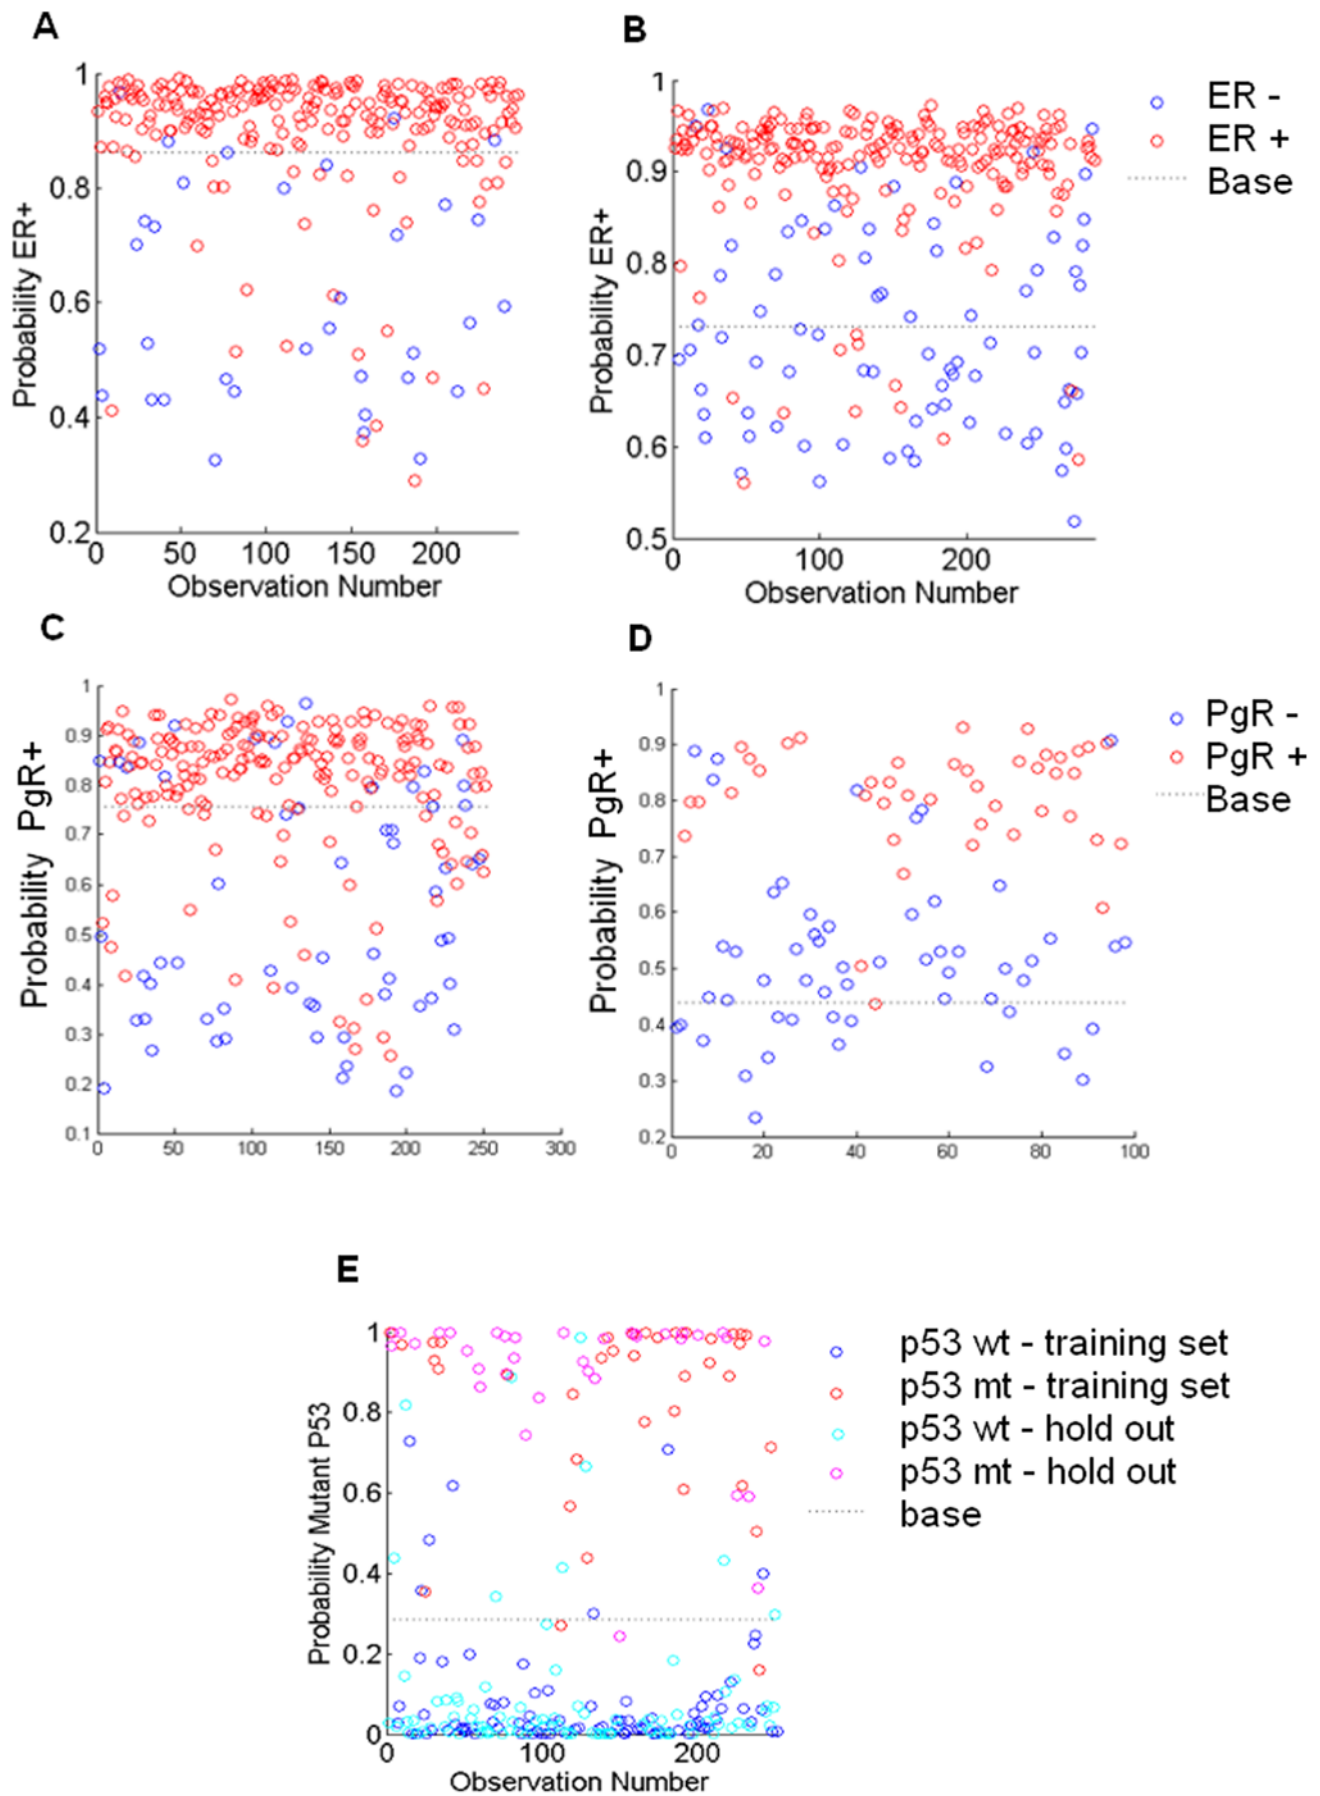 A
B
1
0.8
0.6
0.4
0.2
Probability ER+
0
50
100
150
200
Observation Number
1
0.9
0.8
0.7
0.6
0.5
Probability ER+
0
100
200
Observation Number
ER -
ER +
Base
C
D
1
0.9
0.8
0.7
0.6
0.5
0.4
0.3
0.2
0.1
Probability PgR+
0
50
100
150
200
250
300
1
0.9
0.8
0.7
0.6
0.5
0.4
0.3
0.2
Probability PgR+
0
20
40
60
80
100
PgR -
PgR +
Base
E
1
0.8
0.6
0.4
0.2
0
Probability Mutant P53
0
100
200
Observation Number
p53 wt - training set
p53 mt - training set
p53 wt - hold out
p53 mt - hold out
base